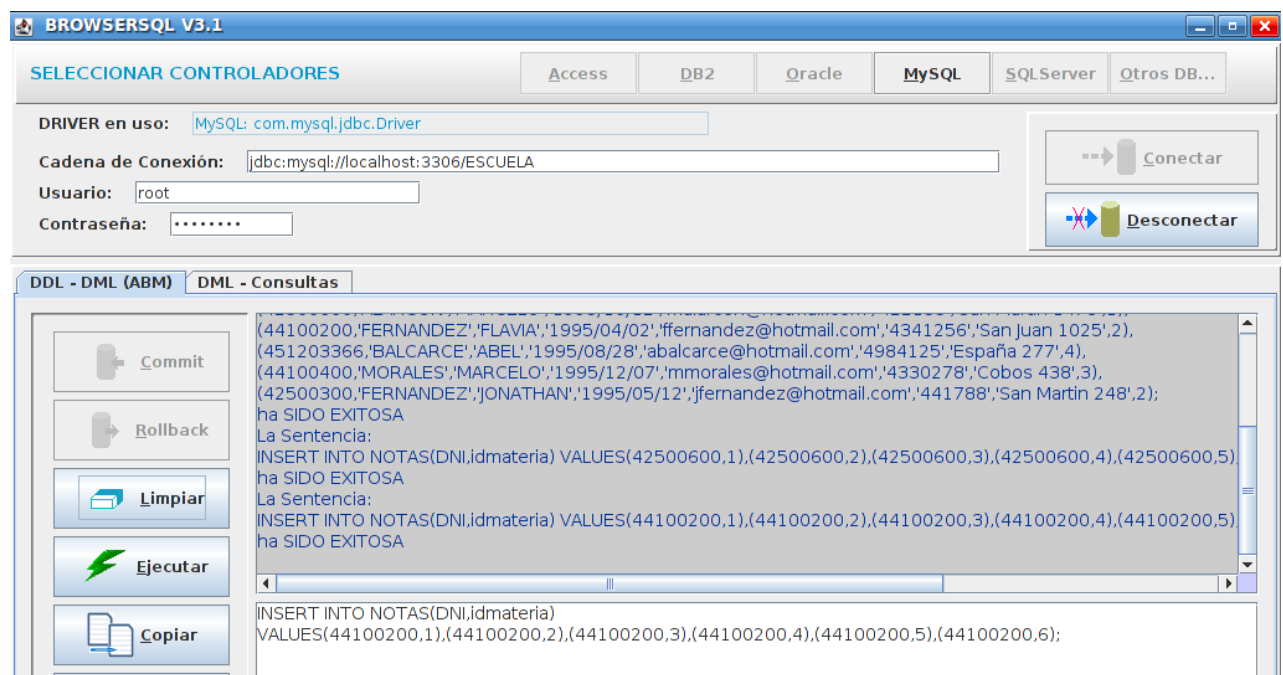 BROWSERSQL V3.1
SELECCIONAR CONTROLADORES
Access
DB2
Oracle
MySQL
SQLServer
Otros DB...
DRIVER en uso: MySQL: com.mysql.jdbc.Driver
Cadena de Conexión: jdbc:mysql://localhost:3306/ESCUELA
Usuario: root
Contraseña: ••••••••
Conectar
Desconectar
DDL - DML (ABM)
DML - Consultas
Commit
Rollback
Limpiar
Ejecutar
Copiar
(44100200,'FERNANDEZ','FLAVIA','1995/04/02','ffernandez@hotmail.com','4341256','San Juan 1025',2),
(451203366,'BALCARCE','ABEL','1995/08/28','abalcarce@hotmail.com','4984125','España 277',4),
(44100400,'MORALES','MARCELO','1995/12/07','mmorales@hotmail.com','4330278','Cobos 438',3),
(42500300,'FERNANDEZ','JONATHAN','1995/05/12','jfernandez@hotmail.com','441788','San Martin 248',2);
ha SIDO EXITOSA
La Sentencia:
INSERT INTO NOTAS(DNI,idmateria) VALUES(42500600,1),(42500600,2),(42500600,3),(42500600,4),(42500600,5)
ha SIDO EXITOSA
La Sentencia:
INSERT INTO NOTAS(DNI,idmateria) VALUES(44100200,1),(44100200,2),(44100200,3),(44100200,4),(44100200,5)
ha SIDO EXITOSA
INSERT INTO NOTAS(DNI,idmateria)
VALUES(44100200,1),(44100200,2),(44100200,3),(44100200,4),(44100200,5),(44100200,6);